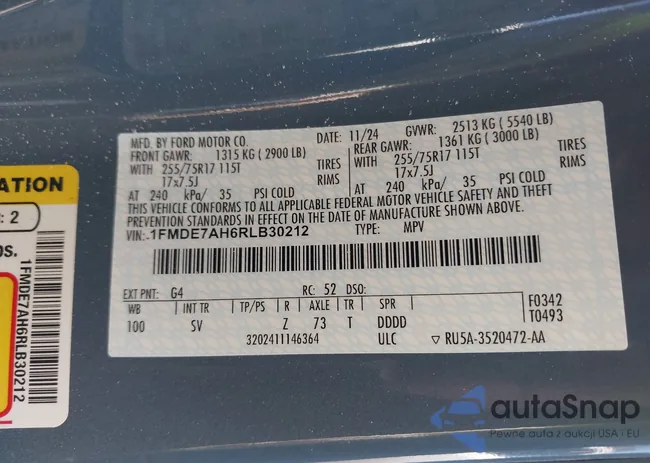 MFD. BY FORD MOTOR CO.
11/24 GVWR: 2513 KG ( 5540 LB)
FRONT GAWR: 1315 KG ( 2900 LB)
WITH 255/75R17 115T TIRES
17x7.5J RIMS
AT 240 kPa/ 35 PSI COLD
REAR GAWR: 1361 KG ( 3000 LB)
WITH 255/75R17 115T TIRES
17x7.5J RIMS
AT 240 kPa/ 35 PSI COLD
THIS VEHICLE CONFORMS TO ALL APPLICABLE FEDERAL MOTOR VEHICLE SAFETY AND THEFT
PREVENTION STANDARDS IN EFFECT ON THE DATE OF MANUFACTURE SHOWN ABOVE.
VIN: 1FMDE7AH6RLB30212 TYPE: MPV
EXT PNT: G4 RC: 52 DSO:
WB INT TR TP/PS R AXLE TR SPR
100 SV Z 73 T DDDD
F0342
T0493
3202411146364 ULC ▽ RU5A-3520472-AA
ATION
: 2
os.
1FMDE7AH6RLB30212
autaSnap
Pewne auta z aukcji USA i EU